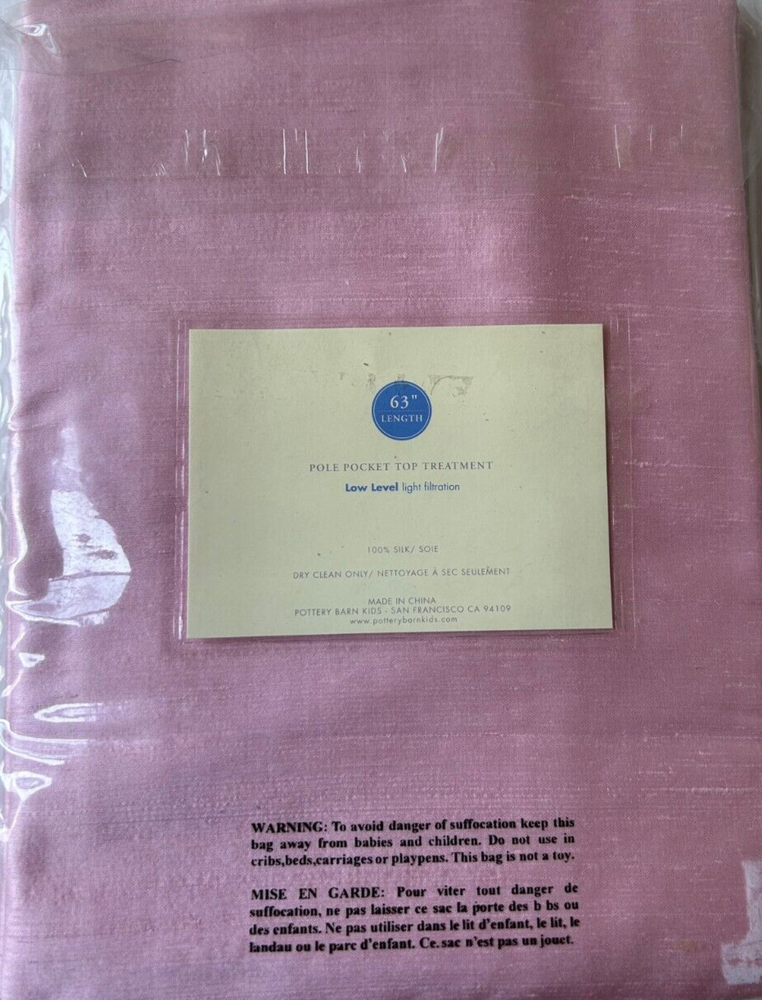 63"
LENGTH
POLE POCKET TOP TREATMENT
Low Level light filtration
100% SILK/ SOIE
DRY CLEAN ONLY/ NETTOYAGE À SEC SEULEMENT
MADE IN CHINA
POTTERY BARN KIDS - SAN FRANCISCO CA 94109
www.potterybarnkids.com
WARNING: To avoid danger of suffocation keep this
bag away from babies and children. Do not use in
cribs,beds,carriages or playpens. This bag is not a toy.
MISE EN GARDE: Pour viter tout danger de
suffocation, ne pas laisser ce sac la porte des b bs ou
des enfants. Ne pas utiliser dans le lit d'enfant, le lit, le
landau ou le parc d'enfant. Ce. sac n'est pas un jouet.